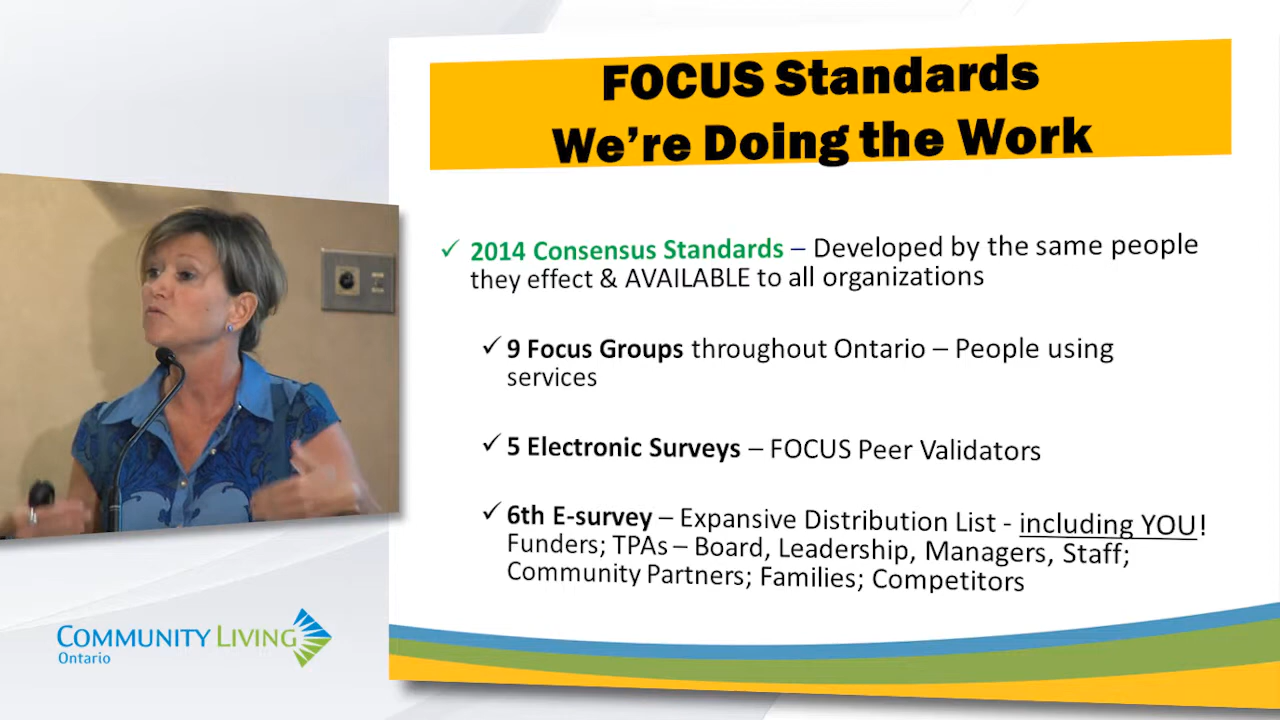 FOCUS Standards
We’re Doing the Work
✓ 2014 Consensus Standards – Developed by the same people
they effect & AVAILABLE to all organizations
✓ 9 Focus Groups throughout Ontario – People using
services
✓ 5 Electronic Surveys – FOCUS Peer Validators
✓ 6th E-survey – Expansive Distribution List - including YOU!
Funders; TPAs – Board, Leadership, Managers, Staff;
Community Partners; Families; Competitors
COMMUNITY LIVING
Ontario